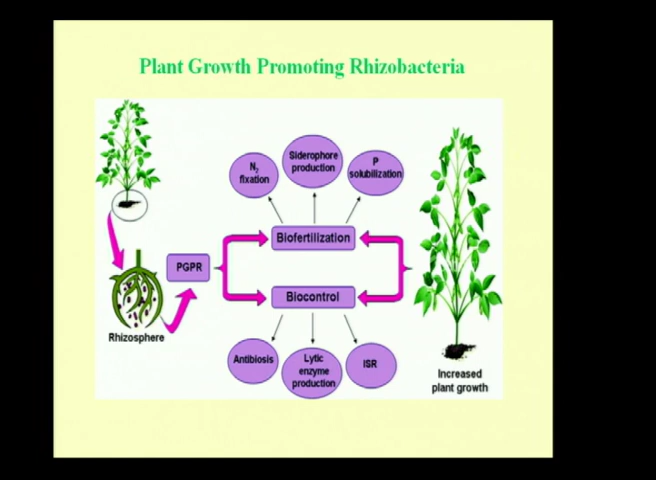 Plant Growth Promoting Rhizobacteria
N2
fixation
Siderophore
production
P
solubilization
Biofertilization
PGPR
Biocontrol
Rhizosphere
Antibiosis
Lytic
enzyme
production
ISR
Increased
plant growth